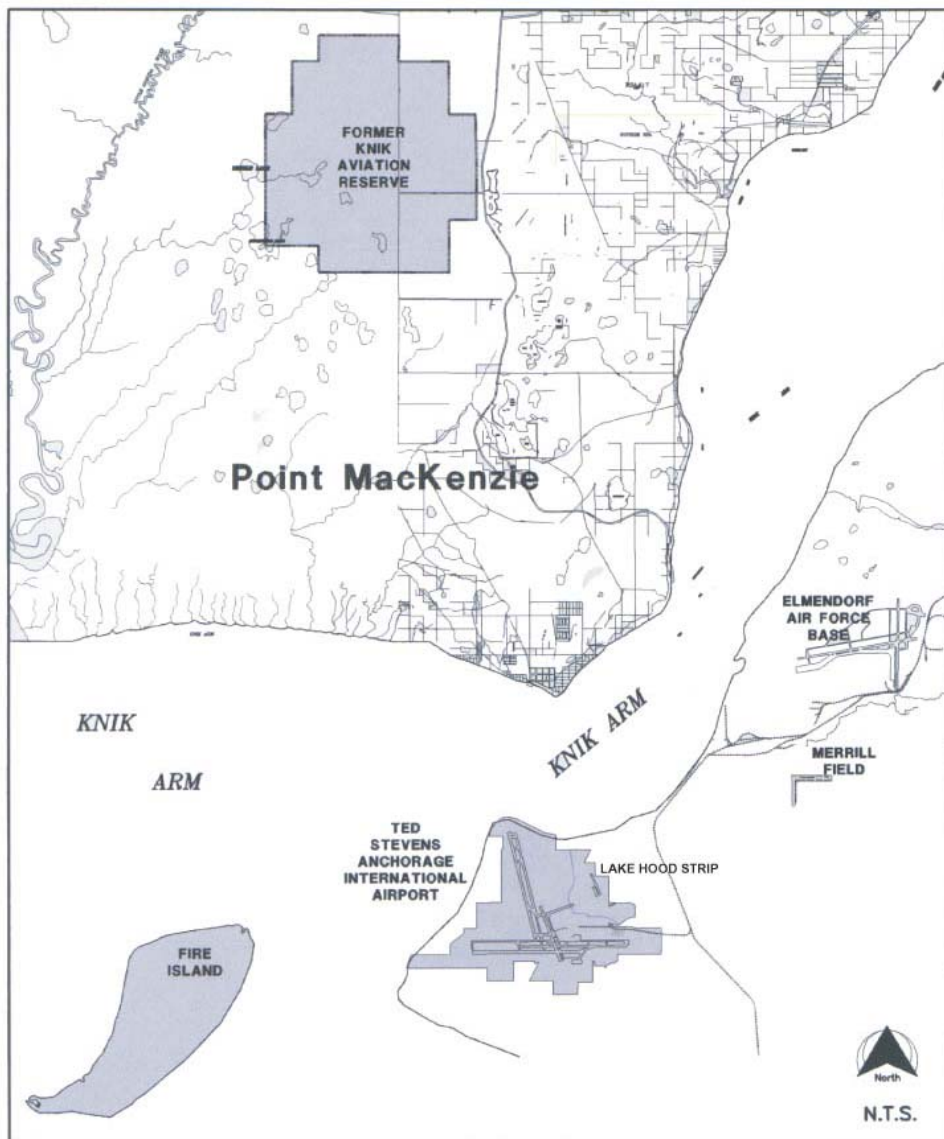 FORMER
KNIK
AVIATION
RESERVE
Point MacKenzie
ELMENDORF
AIR FORCE
BASE
KNIK
ARM
KNIK ARM
MERRILL
FIELD
TED
STEVENS
ANCHORAGE
INTERNATIONAL
AIRPORT
LAKE HOOD STRIP
FIRE
ISLAND
North
N.T.S.